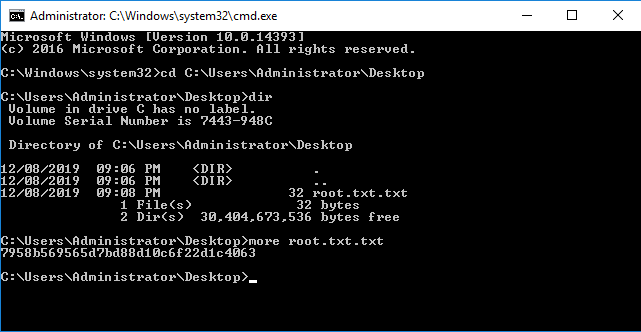 Administrator: C:\Windows\system32\cmd.exe
Microsoft Windows [Version 10.0.14393]
(c) 2016 Microsoft Corporation. All rights reserved.
C:\Windows\system32>cd C:\Users\Administrator\Desktop
C:\Users\Administrator\Desktop>dir
Volume in drive C has no label.
Volume Serial Number is 7443-948C
Directory of C:\Users\Administrator\Desktop
12/08/2019  09:06 PM    <DIR>          .
12/08/2019  09:06 PM    <DIR>          ..
12/08/2019  09:08 PM                32 root.txt.txt
1 File(s)             32 bytes
2 Dir(s)  30,404,673,536 bytes free
C:\Users\Administrator\Desktop>more root.txt.txt
7958b569565d7bd88d10c6f22d1c4063
C:\Users\Administrator\Desktop>